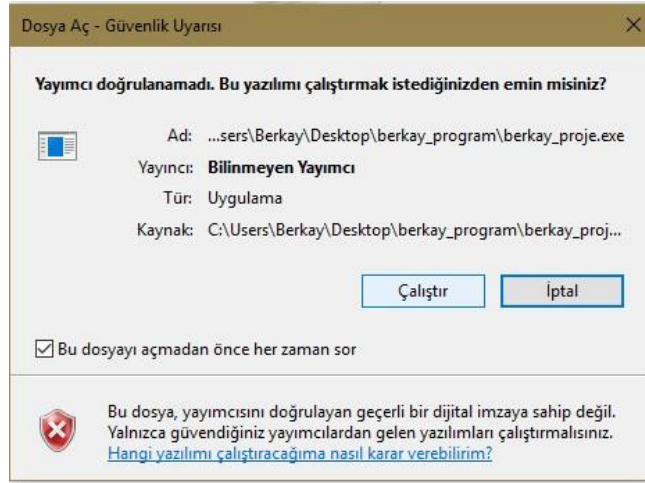 Dosya Aç - Güvenlik Uyarısı
Yayımcı doğrulanamadı. Bu yazılımı çalıştırmak istediğinizden emin misiniz?
Ad: ...sers\Berkay\Desktop\berkay_program\berkay_proje.exe
Yayıncı: Bilinmeyen Yayımcı
Tür: Uygulama
Kaynak: C:\Users\Berkay\Desktop\berkay_program\berkay_proj...
Çalıştır İptal
Bu dosyayı açmadan önce her zaman sor
Bu dosya, yayımcısını doğrulayan geçerli bir dijital imzaya sahip değil.
Yalnızca güvendiğiniz yayımcılardan gelen yazılımları çalıştırmalısınız.
Hangi yazılımı çalıştıracağıma nasıl karar verebilirim?